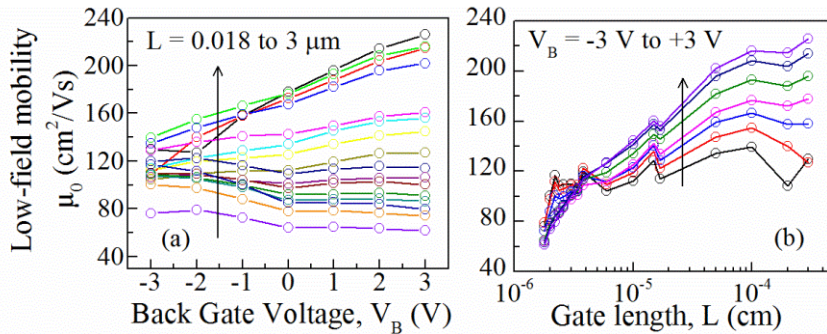 Low-field mobility
μ0 (cm2/Vs)
240
200
160
120
80
40
L = 0.018 to 3 μm
(a)
-3 -2 -1 0 1 2 3
Back Gate Voltage, VB (V)
240
200
160
120
80
40
VB = -3 V to +3 V
(b)
10-6 10-5 10-4
Gate length, L (cm)